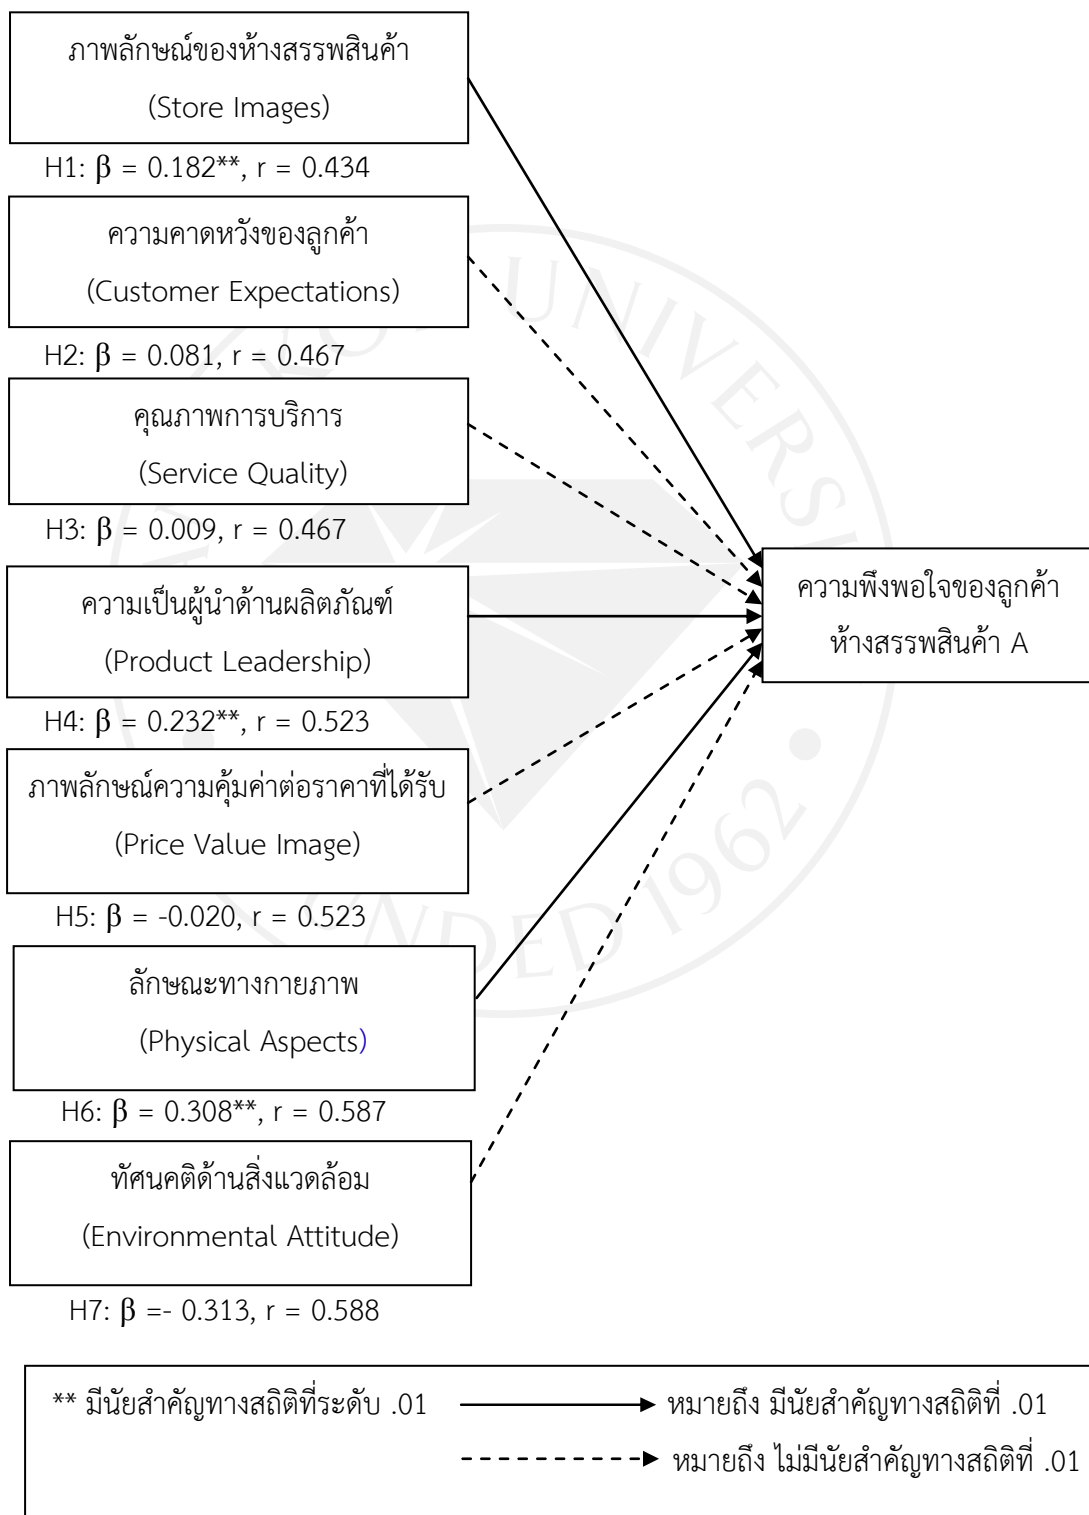 ภาพลักษณ์ของห้างสรรพสินค้า
(Store Images)
H1: β = 0.182**, r = 0.434
ความคาดหวังของลูกค้า
(Customer Expectations)
H2: β = 0.081, r = 0.467
คุณภาพการบริการ
(Service Quality)
H3: β = 0.009, r = 0.467
ความเป็นผู้นำด้านผลิตภัณฑ์
(Product Leadership)
H4: β = 0.232**, r = 0.523
ภาพลักษณ์ความคุ้มค่าต่อราคาที่ได้รับ
(Price Value Image)
H5: β = -0.020, r = 0.523
ลักษณะทางกายภาพ
(Physical Aspects)
H6: β = 0.308**, r = 0.587
ทัศนคติด้านสิ่งแวดล้อม
(Environmental Attitude)
H7: β =- 0.313, r = 0.588
ความพึงพอใจของลูกค้า
ห้างสรรพสินค้า A
** มีนัยสำคัญทางสถิติที่ระดับ .01 หมายถึง มีนัยสำคัญทางสถิติที่ .01
หมายถึง ไม่มีนัยสำคัญทางสถิติที่ .01
UNIVERSI
NDED 1962